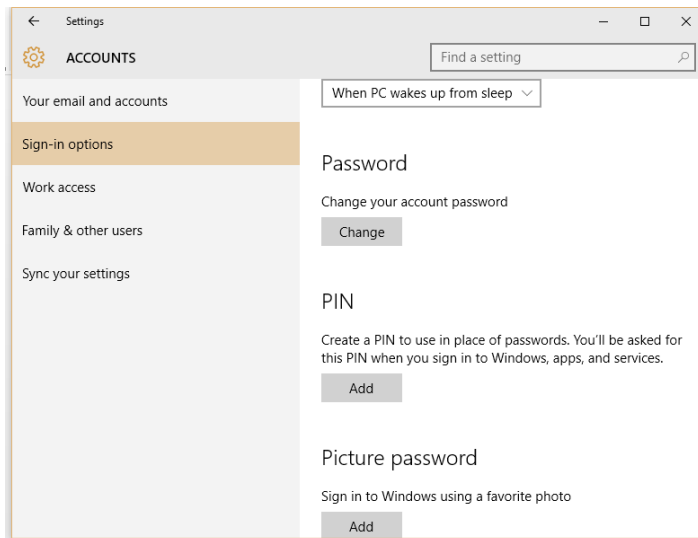 Settings
ACCOUNTS
Find a setting
Your email and accounts
Sign-in options
Work access
Family & other users
Sync your settings
When PC wakes up from sleep
Password
Change your account password
Change
PIN
Create a PIN to use in place of passwords. You'll be asked for
this PIN when you sign in to Windows, apps, and services.
Add
Picture password
Sign in to Windows using a favorite photo
Add